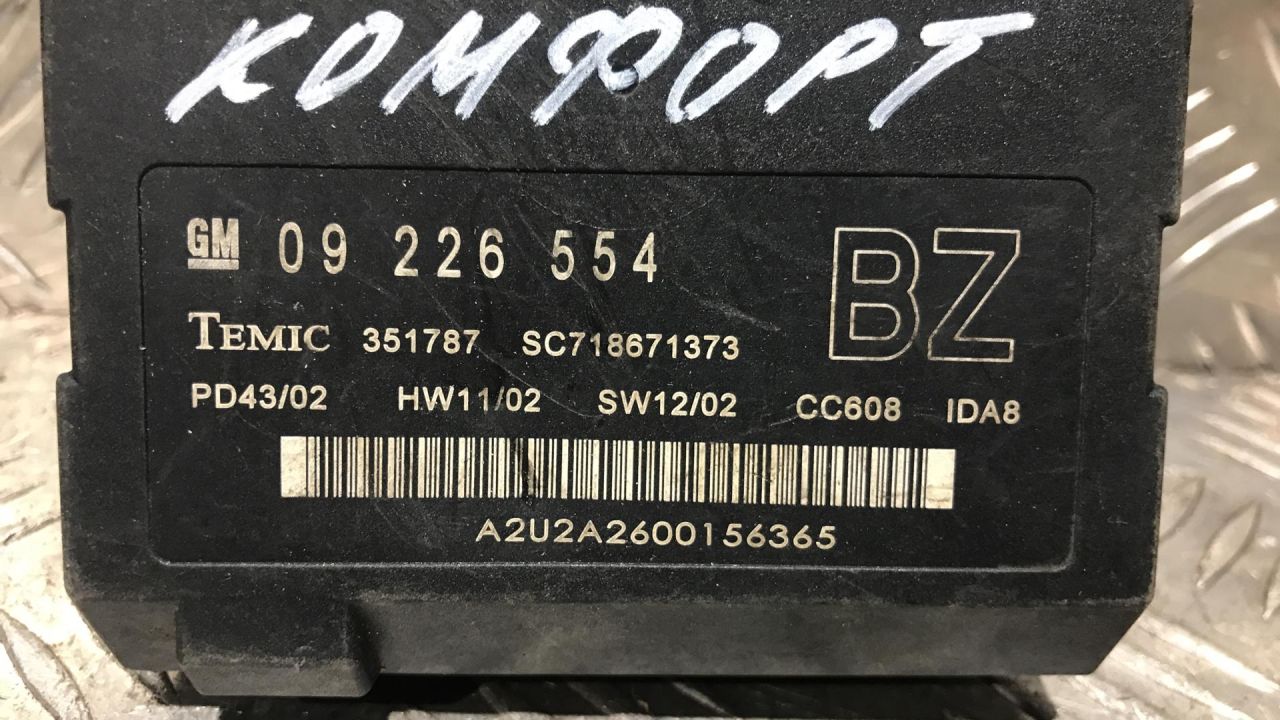 КОМФОРТ
GM 09 226 554 BZ
TEMIC 351787 SC718671373
PD43/02 HW11/02 SW12/02 CC608 IDA8
A2U2A2600156365